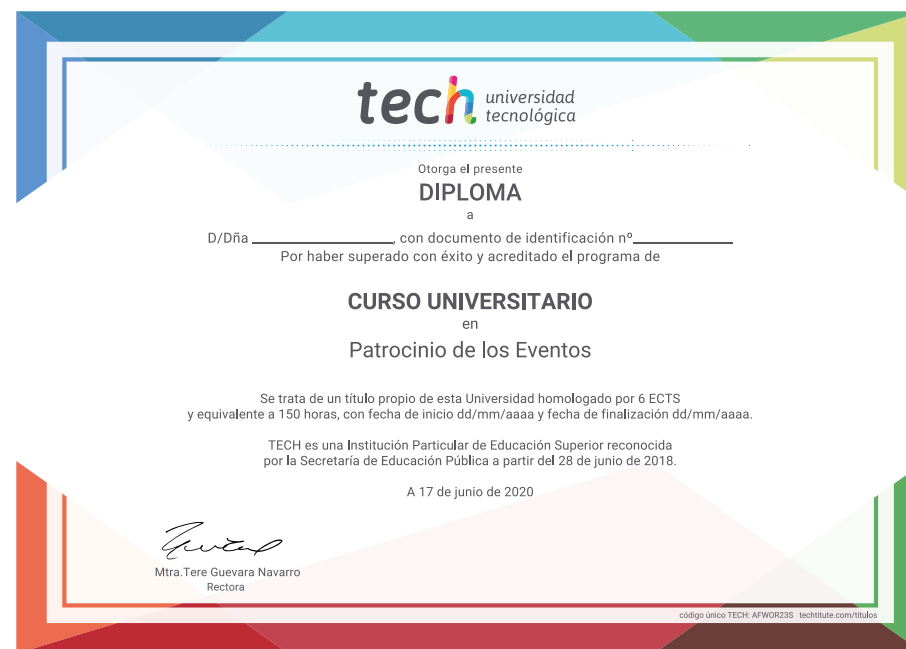 tech universidad
tecnológica
Otorga el presente
DIPLOMA
a
D/Dña ________________, con documento de identificación nº____________
Por haber superado con éxito y acreditado el programa de
CURSO UNIVERSITARIO
en
Patrocinio de los Eventos
Se trata de un título propio de esta Universidad homologado por 6 ECTS
y equivalente a 150 horas, con fecha de inicio dd/mm/aaaa y fecha de finalización dd/mm/aaaa.
TECH es una Institución Particular de Educación Superior reconocida
por la Secretaría de Educación Pública a partir del 28 de junio de 2018.
A 17 de junio de 2020
Mtra.Tere Guevara Navarro
Rectora
código único TECH: AFWOR23S techtitute.com/titulos